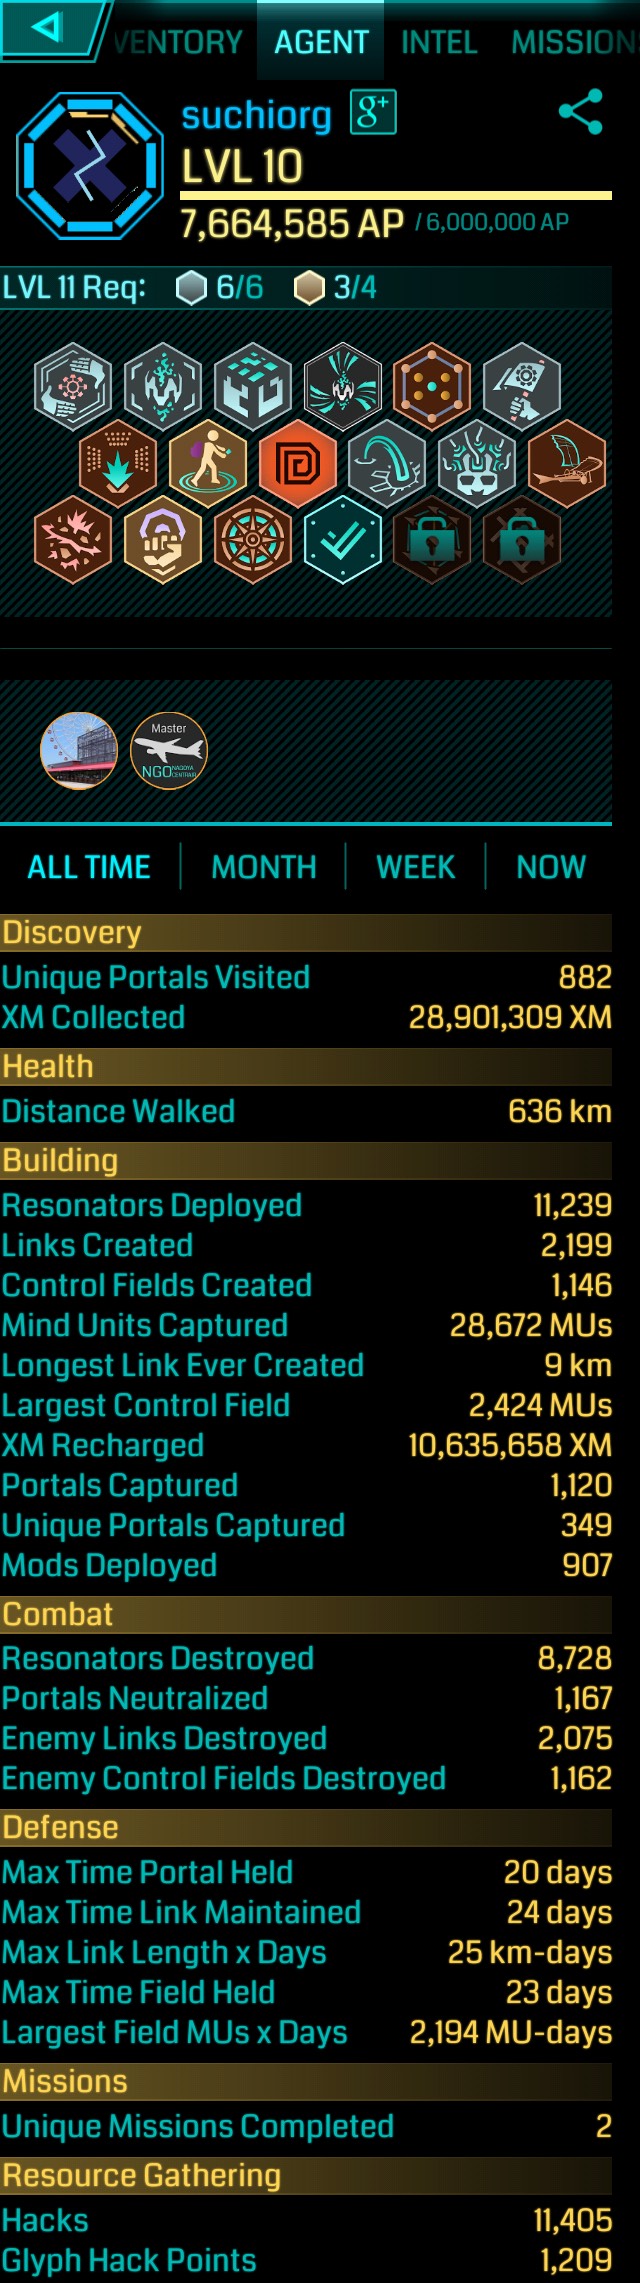 VENTORY AGENT INTEL MISSION
suchiorg g+
LVL 10
7,664,585 AP / 6,000,000 AP
LVL 11 Req: 6/6 3/4
Master
NGO NAGOYA CENTRAIR
ALL TIME MONTH WEEK NOW
Discovery
Unique Portals Visited 882
XM Collected 28,901,309 XM
Health
Distance Walked 636 km
Building
Resonators Deployed 11,239
Links Created 2,199
Control Fields Created 1,146
Mind Units Captured 28,672 MUs
Longest Link Ever Created 9 km
Largest Control Field 2,424 MUs
XM Recharged 10,635,658 XM
Portals Captured 1,120
Unique Portals Captured 349
Mods Deployed 907
Combat
Resonators Destroyed 8,728
Portals Neutralized 1,167
Enemy Links Destroyed 2,075
Enemy Control Fields Destroyed 1,162
Defense
Max Time Portal Held 20 days
Max Time Link Maintained 24 days
Max Link Length x Days 25 km-days
Max Time Field Held 23 days
Largest Field MUs x Days 2,194 MU-days
Missions
Unique Missions Completed 2
Resource Gathering
Hacks 11,405
Glyph Hack Points 1,209